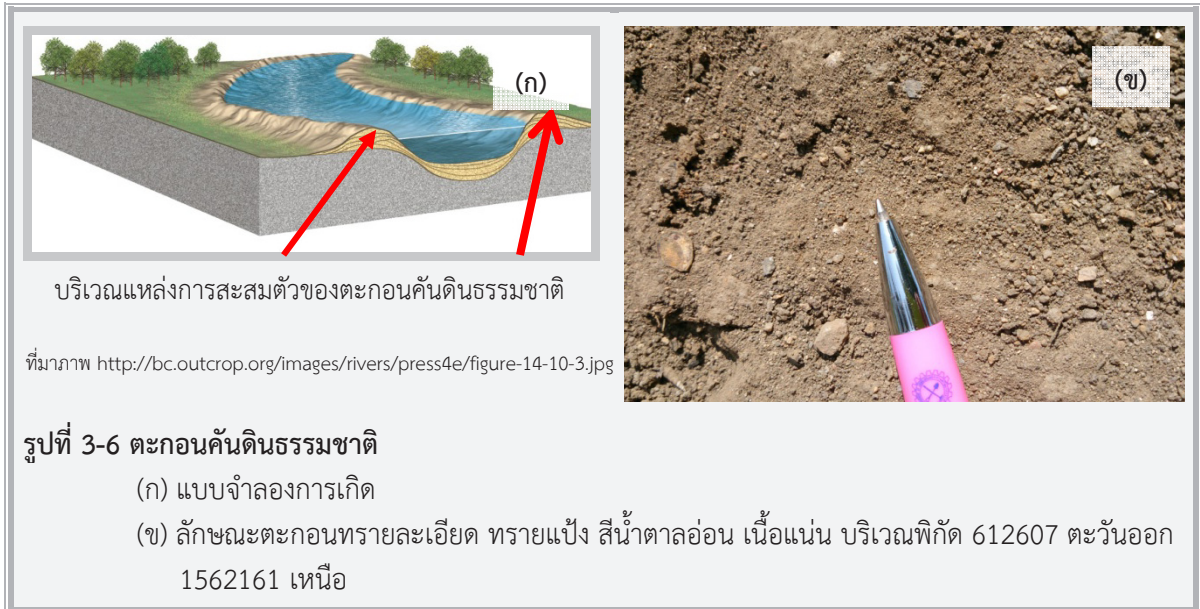 (ก)
(ข)
บริเวณแหล่งการสะสมตัวของตะกอนคันดินธรรมชาติ
ที่มาภาพ http://bc.outcrop.org/images/rivers/press4e/figure-14-10-3.jpg
รูปที่ 3-6 ตะกอนคันดินธรรมชาติ
(ก) แบบจำลองการเกิด
(ข) ลักษณะตะกอนทรายละเอียด ทรายแป้ง สีน้ำตาลอ่อน เนื้อแน่น บริเวณพิกัด 612607 ตะวันออก
1562161 เหนือ